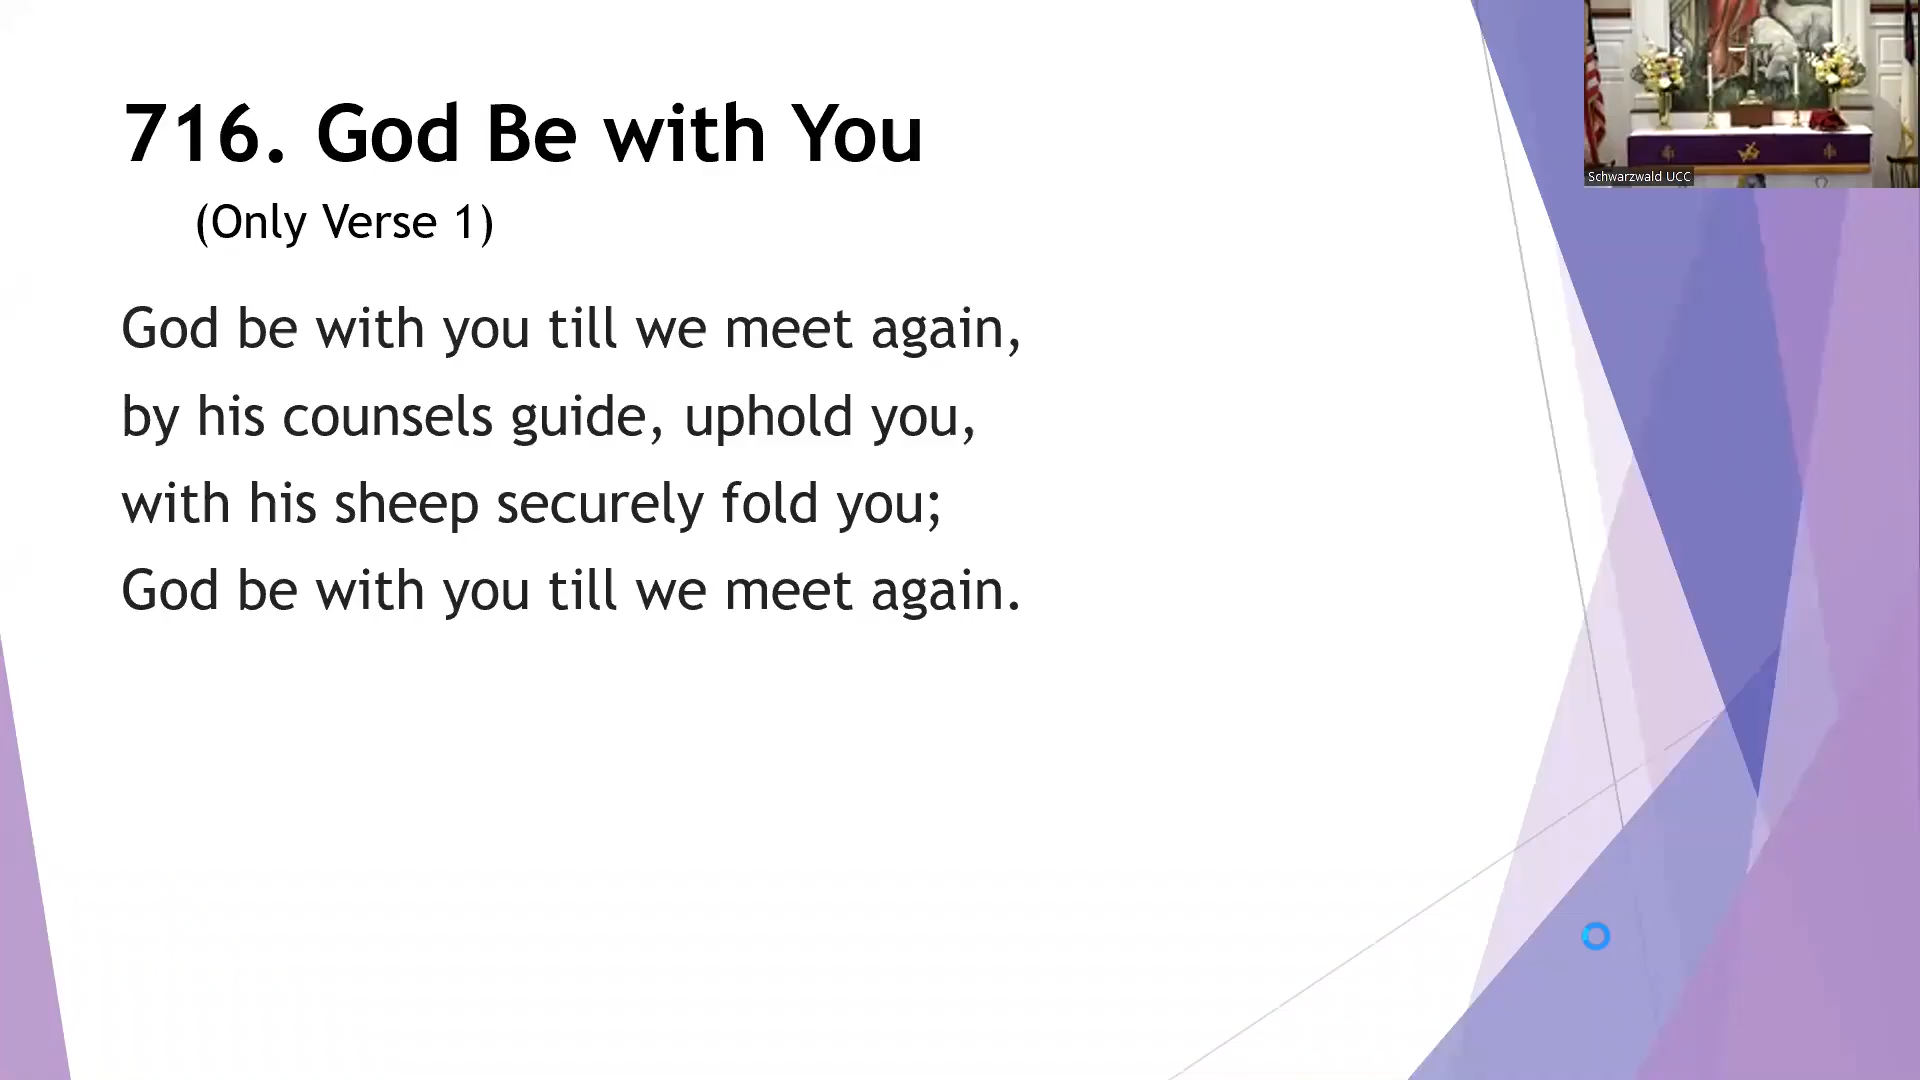 716. God Be with You
(Only Verse 1)
God be with you till we meet again,
by his counsels guide, uphold you,
with his sheep securely fold you;
God be with you till we meet again.
Schwarzwald UCC